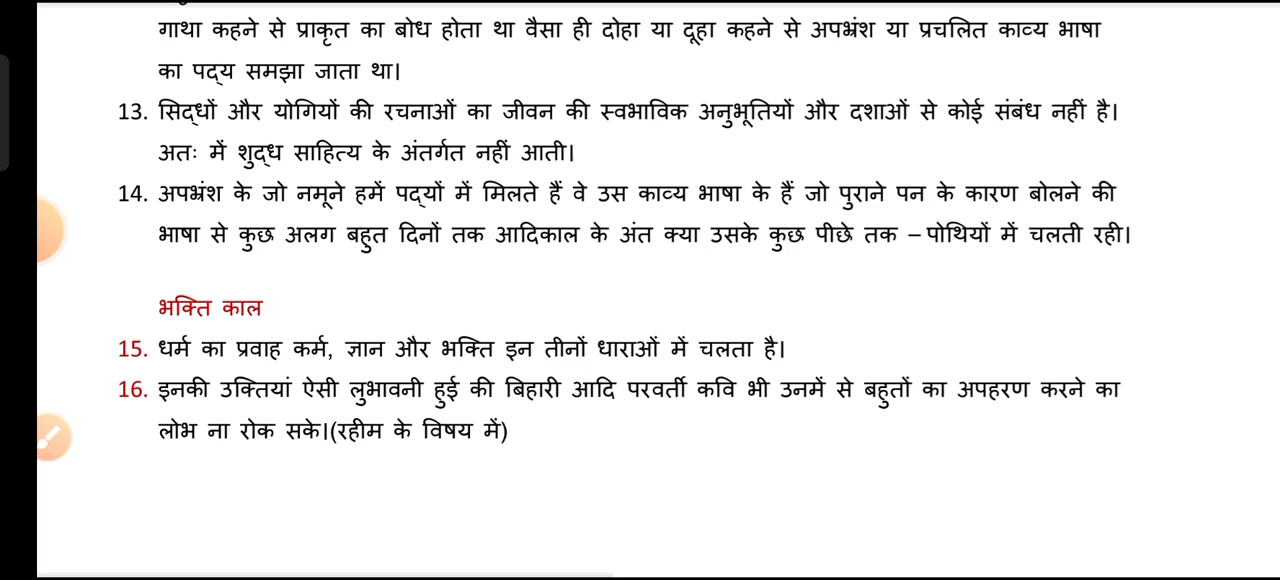 गाथा कहने से प्राकृत का बोध होता था वैसा ही दोहा या दूहा कहने से अपभ्रंश या प्रचलित काव्य भाषा
का पद्य समझा जाता था।
13. सिद्धों और योगियों की रचनाओं का जीवन की स्वभाविक अनुभूतियों और दशाओं से कोई संबंध नहीं है।
अतः में शुद्ध साहित्य के अंतर्गत नहीं आती।
14. अपभ्रंश के जो नमूने हमें पद्यों में मिलते हैं वे उस काव्य भाषा के हैं जो पुराने पन के कारण बोलने की
भाषा से कुछ अलग बहुत दिनों तक आदिकाल के अंत क्या उसके कुछ पीछे तक – पोथियों में चलती रही।
भक्ति काल
15. धर्म का प्रवाह कर्म, ज्ञान और भक्ति इन तीनों धाराओं में चलता है।
16. इनकी उक्तियां ऐसी लुभावनी हुई की बिहारी आदि परवर्ती कवि भी उनमें से बहुतों का अपहरण करने का
लोभ ना रोक सके।(रहीम के विषय में)